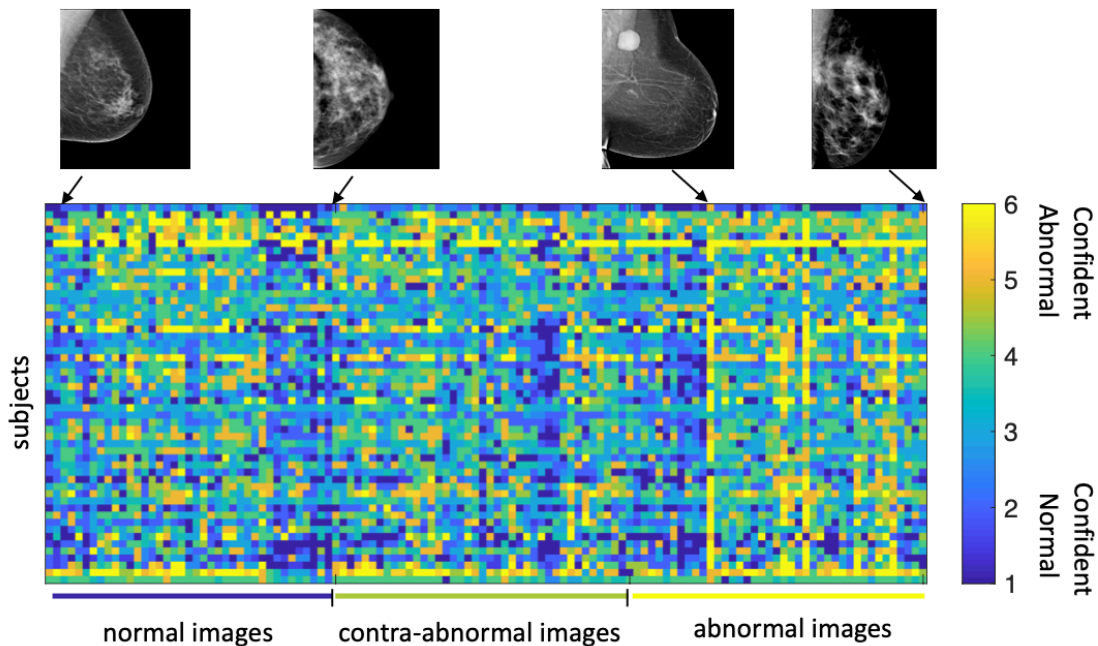 6
5
4
3
2
1
Confident
Abnormal
Confident
Normal
subjects
normal images
contra-abnormal images
abnormal images